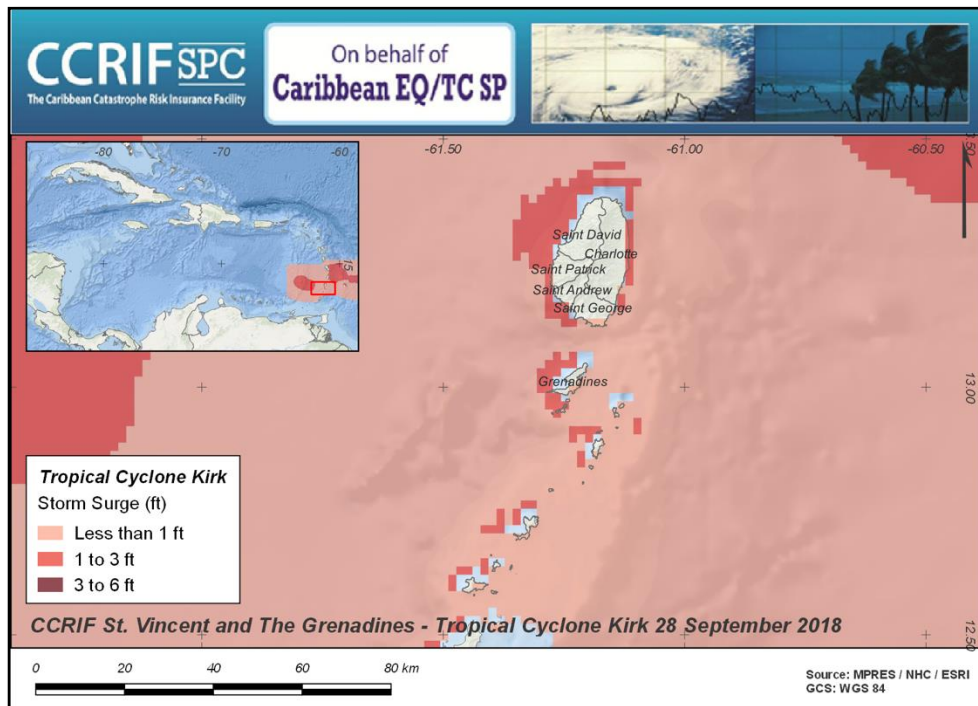 CCRIF SPC
The Caribbean Catastrophe Risk Insurance Facility
On behalf of
Caribbean EQ/TC SP
-80
-70
-60
15
-61.50
-61.00
-60.50
13.00
12.50
Saint David
Charlotte
Saint Patrick
Saint Andrew
Saint George
Grenadines
Tropical Cyclone Kirk
Storm Surge (ft)
Less than 1 ft
1 to 3 ft
3 to 6 ft
CCRIF St. Vincent and The Grenadines - Tropical Cyclone Kirk 28 September 2018
0 20 40 60 80 km
Source: MPRES / NHC / ESRI
GCS: WGS 84